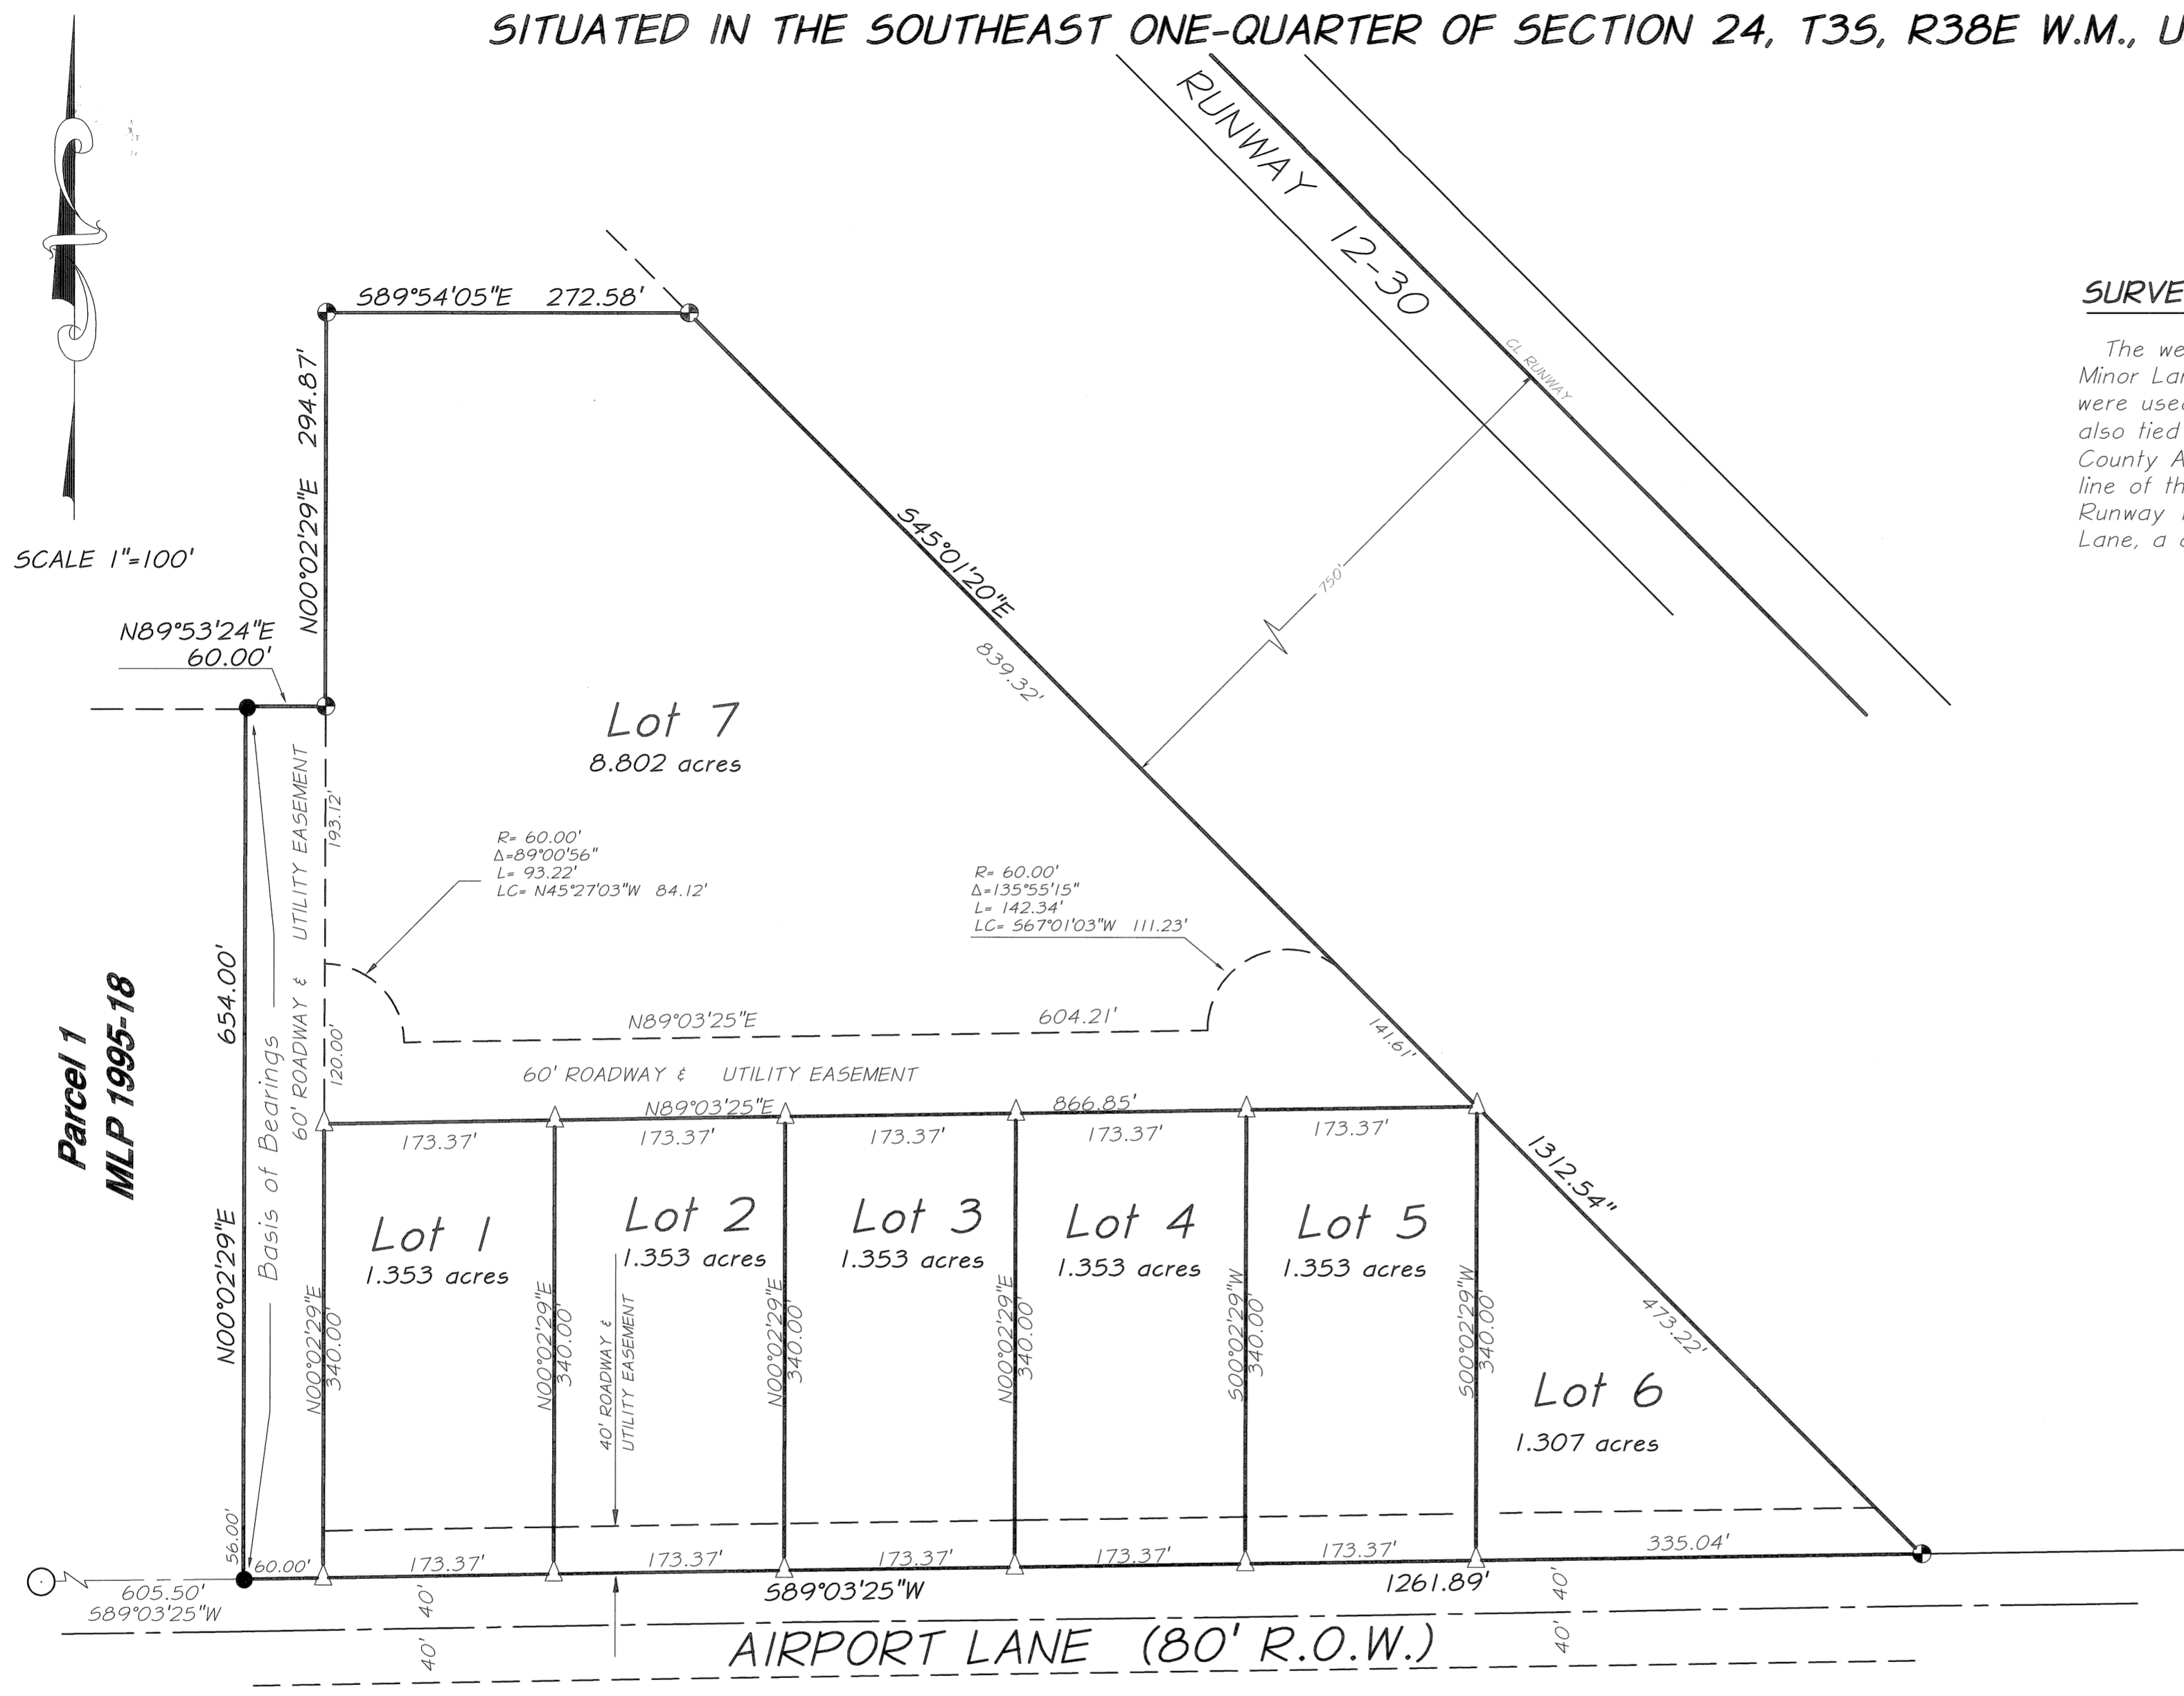 SITUATED IN THE SOUTHEAST ONE-QUARTER OF SECTION 24, T3S, R38E W.M., U
RUNWAY 12-30
CL RUNWAY
750'
SURVE
The we
Minor Lan
were used
also tied
County A
line of th
Runway
Lane, a
SCALE 1"=100'
S89°54'05"E 272.58'
N00°02'29"E 294.87'
N89°53'24"E
60.00'
S45°01'20"E
839.32'
Lot 7
8.802 acres
193.12'
60' ROADWAY & UTILITY EASEMENT
R= 60.00'
Δ=89°00'56"
L= 93.22'
LC= N45°27'03"W 84.12'
R= 60.00'
Δ=135°55'15"
L= 142.34'
LC= S67°01'03"W 111.23'
N89°03'25"E 604.21'
141.61'
120.00'
60' ROADWAY & UTILITY EASEMENT
N89°03'25"E 866.85'
173.37'
173.37'
173.37'
173.37'
173.37'
Parcel 1
MLP 1995-18
N00°02'29"E 654.00'
Basis of Bearings
1312.54"
473.22'
Lot 1
1.353 acres
Lot 2
1.353 acres
Lot 3
1.353 acres
Lot 4
1.353 acres
Lot 5
1.353 acres
Lot 6
1.307 acres
N00°02'29"E
340.00'
N00°02'29"E
340.00'
40' ROADWAY &
UTILITY EASEMENT
N00°02'29"E
340.00'
N00°02'29"E
340.00'
S00°02'29"W
340.00'
S00°02'29"W
340.00'
56.00'
60.00'
173.37'
173.37'
173.37'
173.37'
173.37'
335.04'
605.50'
S89°03'25"W
S89°03'25"W
1261.89'
40'
40'
40'
40'
AIRPORT LANE (80' R.O.W.)